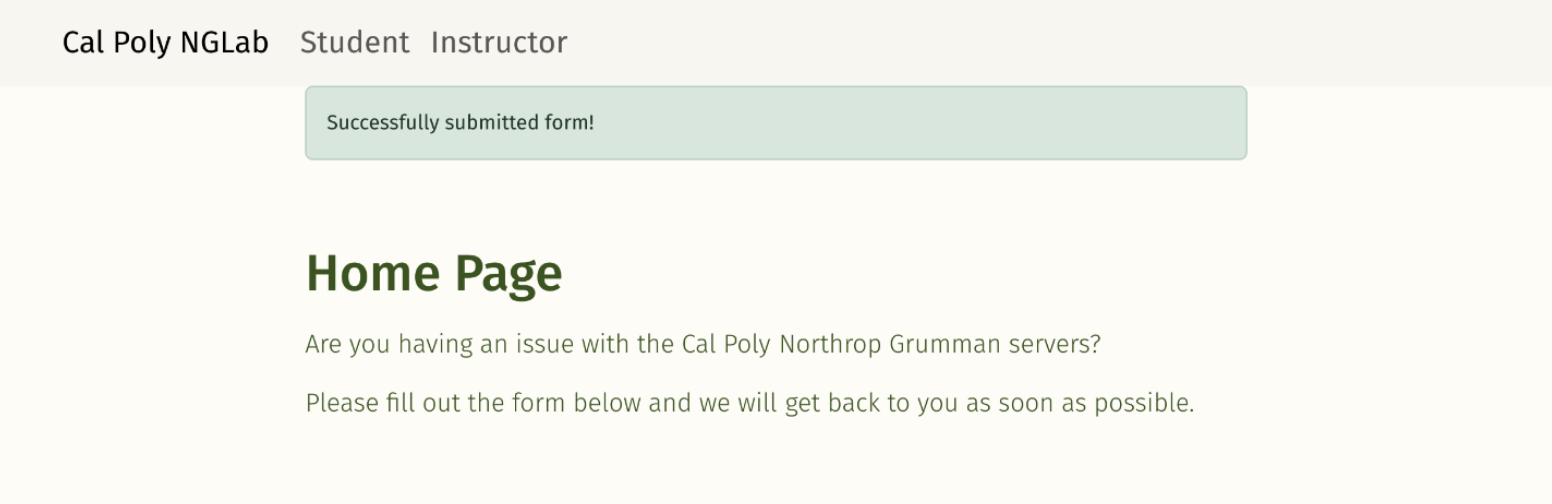 Cal Poly NGLab Student Instructor
Successfully submitted form!
Home Page
Are you having an issue with the Cal Poly Northrop Grumman servers?
Please fill out the form below and we will get back to you as soon as possible.